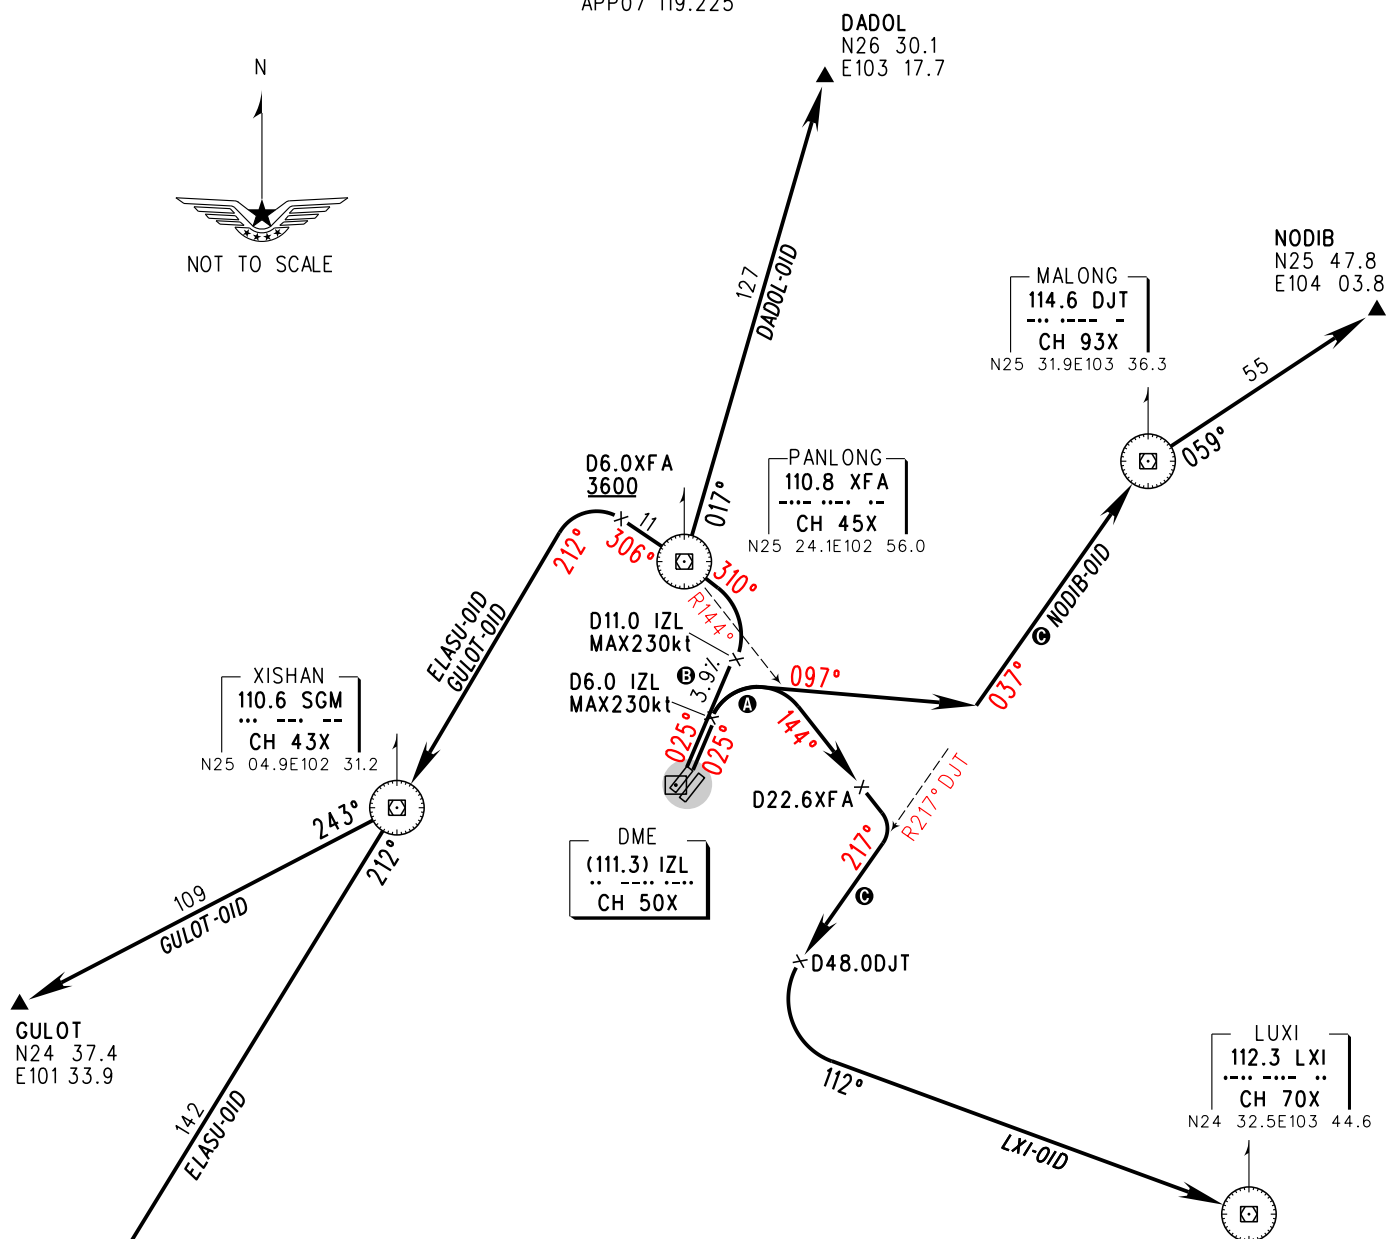 APP07 119.225
DADOL
N26 30.1
E103 17.7
N
NOT TO SCALE
127
DADOL-01D
NODIB
N25 47.8
E104 03.8
MALONG
114.6 DJT
CH 93X
N25 31.9E103 36.3
55
059°
D6.0XFA
3600
11
306°
212°
017°
PANLONG
110.8 XFA
CH 45X
N25 24.1E102 56.0
310°
R144°
ELASU-01D
GULOT-01D
D11.0 IZL
MAX230kt
D6.0 IZL
MAX230kt
B
3.9%
A
025°
025°
097°
144°
C
NODIB-01D
037°
XISHAN
110.6 SGM
CH 43X
N25 04.9E102 31.2
243°
212°
D22.6XFA
R217° DJT
217°
C
DME
(111.3) IZL
CH 50X
109
GULOT-01D
D48.0DJT
GULOT
N24 37.4
E101 33.9
142
ELASU-01D
112°
LXI-01D
LUXI
112.3 LXI
CH 70X
N24 32.5E103 44.6